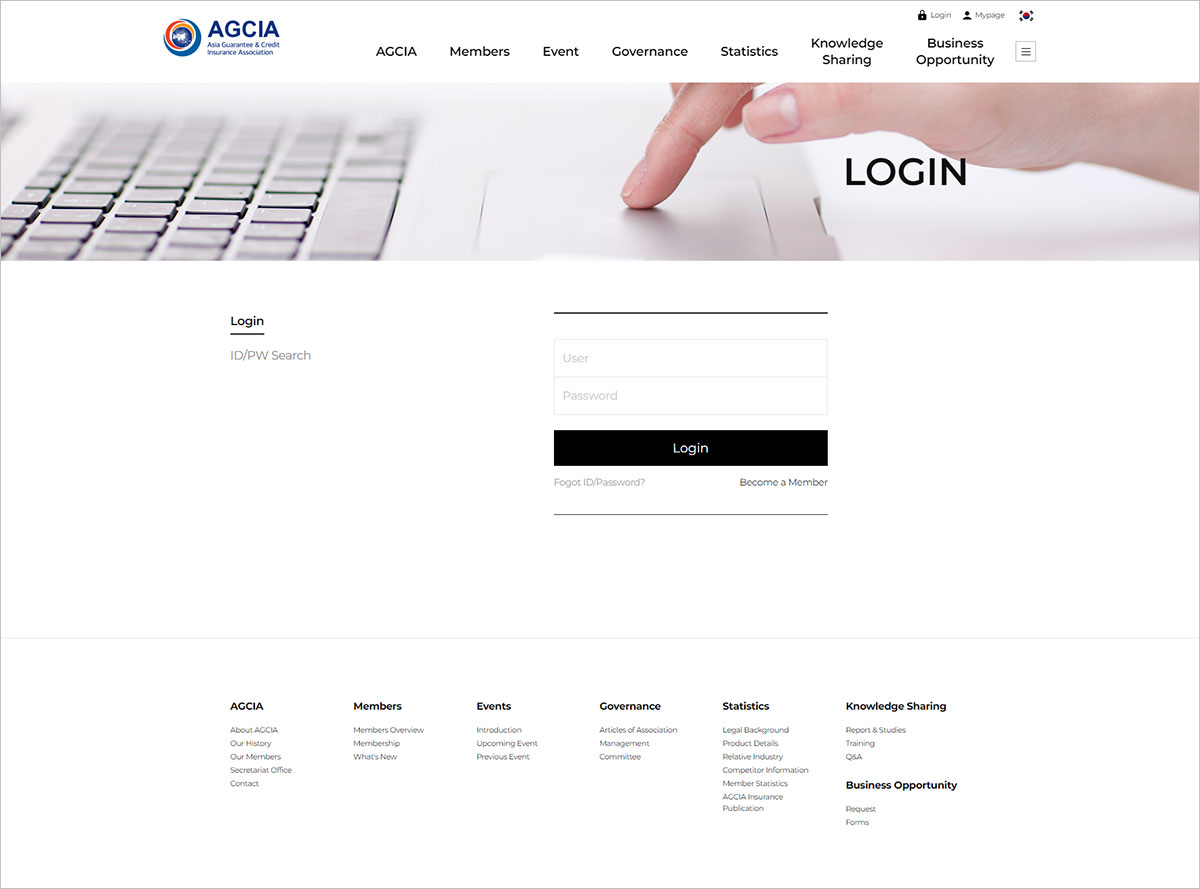 Login
Mypage
AGCIA
Asia Guarantee & Credit
Insurance Association
AGCIA
Members
Event
Governance
Statistics
Knowledge
Sharing
Business
Opportunity
LOGIN
Login
ID/PW Search
User
Password
Login
Fogot ID/Password?
Become a Member
AGCIA
About AGCIA
Our History
Our Members
Secretariat Office
Contact
Members
Members Overview
Membership
What's New
Events
Introduction
Upcoming Event
Previous Event
Governance
Articles of Association
Management
Committee
Statistics
Legal Background
Product Details
Relative Industry
Competitor Information
Member Statistics
AGCIA Insurance
Publication
Knowledge Sharing
Report & Studies
Training
Q&A
Business Opportunity
Request
Forms